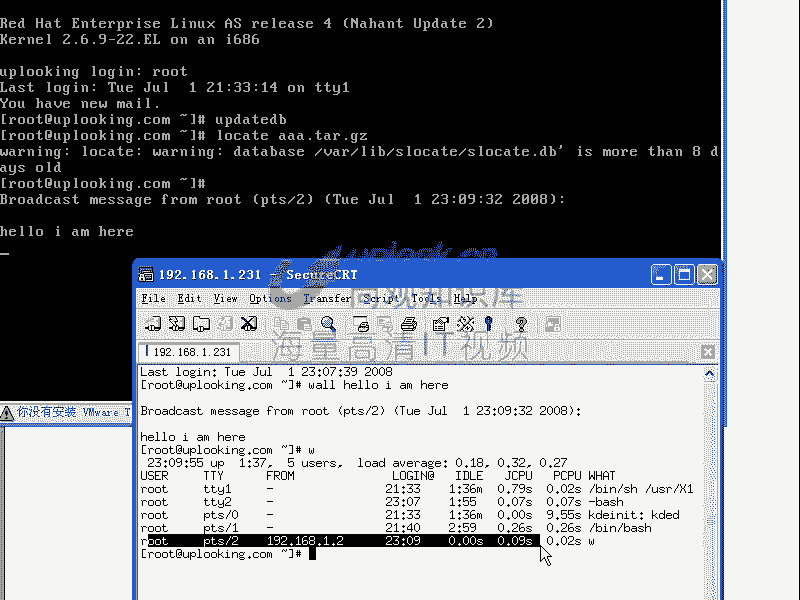 Red Hat Enterprise Linux AS release 4 (Nahant Update 2)
Kernel 2.6.9-22.EL on an i686
uplooking login: root
Last login: Tue Jul  1 21:33:14 on tty1
You have new mail.
[root@uplooking.com ~]# updatedb
[root@uplooking.com ~]# locate aaa.tar.gz
warning: locate: warning: database /var/lib/slocate/slocate.db' is more than 8 d
ays old
[root@uplooking.com ~]#
Broadcast message from root (pts/2) (Tue Jul  1 23:09:32 2008):
hello i am here
192.168.1.231 - SecureCRT
File Edit View Options Transfer Script Tools Help
海量高清IT视频
192.168.1.231
Last login: Tue Jul  1 23:07:39 2008
[root@uplooking.com ~]# wall hello i am here
Broadcast message from root (pts/2) (Tue Jul  1 23:09:32 2008):
你没有安装 VMware T
hello i am here
[root@uplooking.com ~]# w
23:09:55 up  1:37,  5 users,  load average: 0.18, 0.32, 0.27
USER TTY FROM LOGIN@ IDLE JCPU PCPU WHAT
root tty1 - 21:33 1:36m 0.79s 0.02s /bin/sh /usr/X1
root tty2 - 23:07 1:55 0.07s 0.07s -bash
root pts/0 - 21:33 1:36m 0.00s 9.55s kdeinit: kded
root pts/1 - 21:40 2:59 0.26s 0.26s /bin/bash
root pts/2 192.168.1.2 23:09 0.00s 0.09s 0.02s w
[root@uplooking.com ~]#